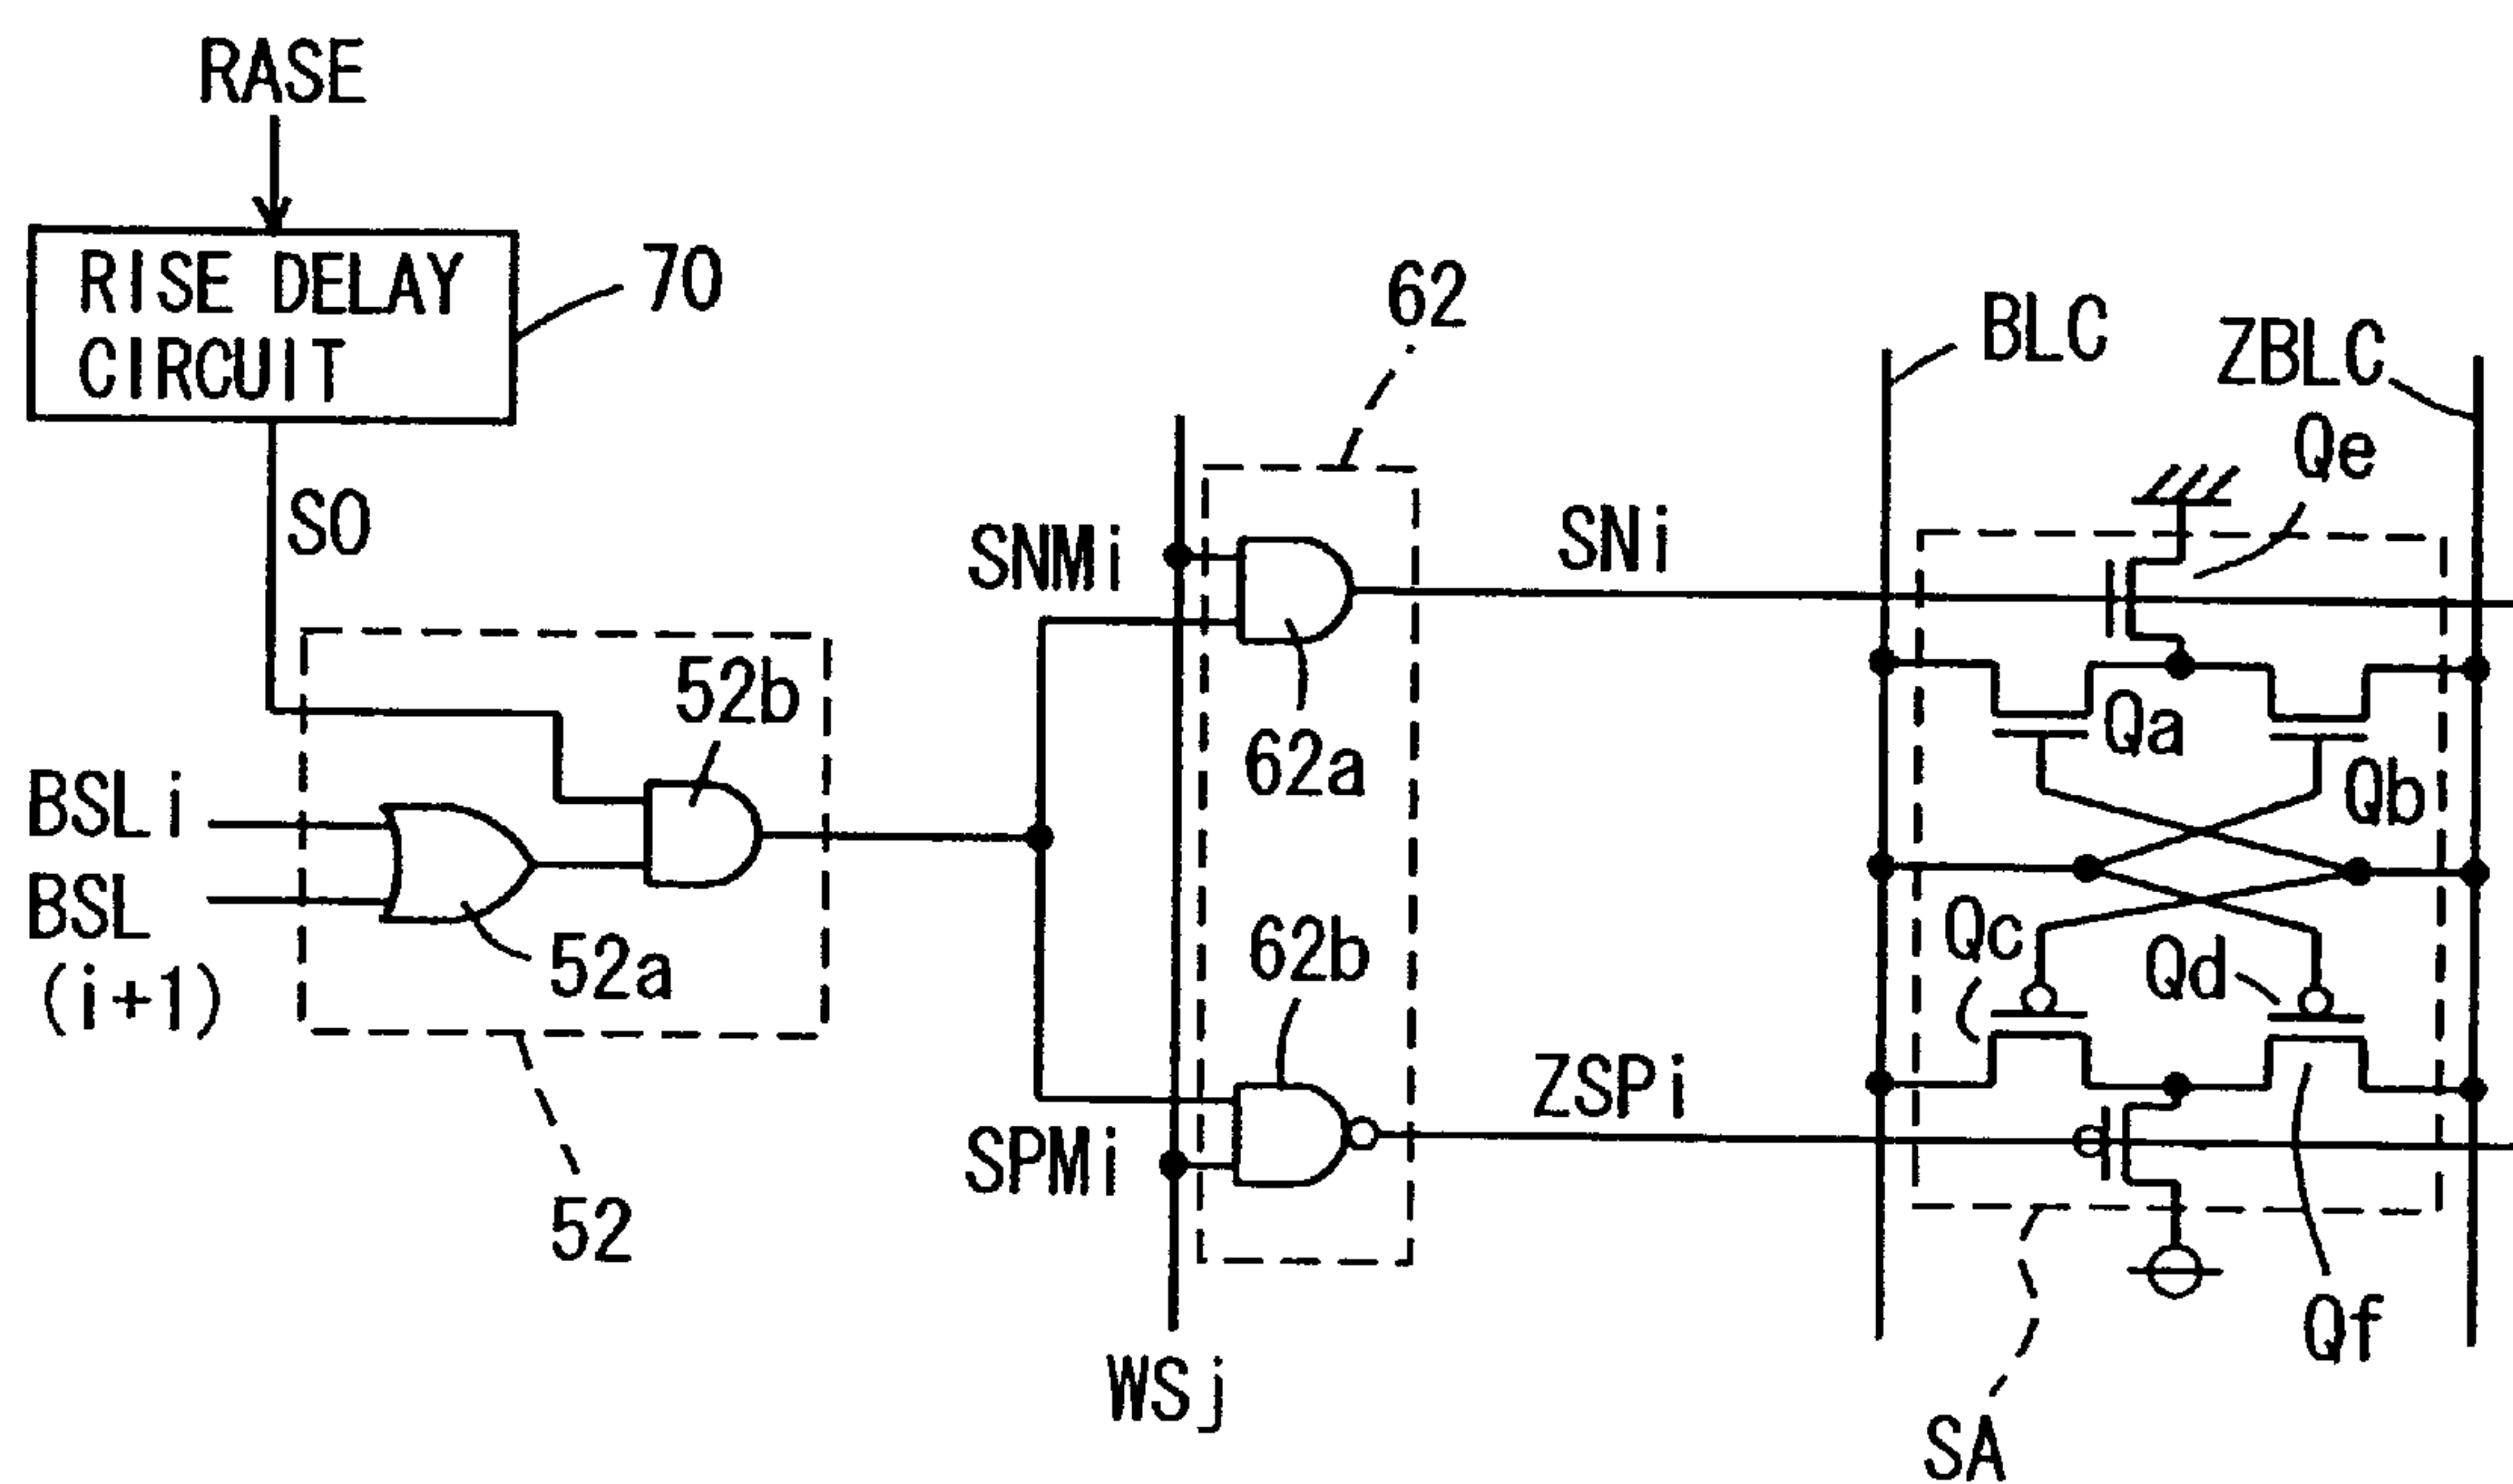 RASE
RISE DELAY
CIRCUIT
70
SO
BSLi
BSL
(i+1)
52b
52a
52
SNMi
SPMi
WSj
62
62a
62b
SNi
ZSPi
BLC
ZBLC
Qe
Qa
Qb
Qc
Qd
Qf
SA